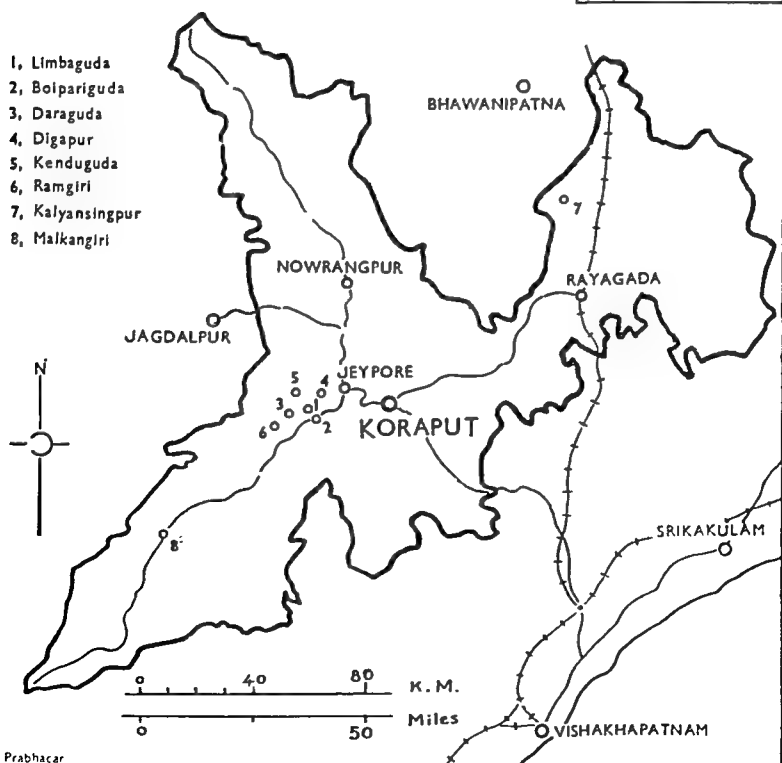 1, Limbaguda
2, Boipariguda
3, Daraguda
4, Digapur
5, Kenduguda
6, Ramgiri
7, Kalyansingpur
8, Malkangiri
BHAWANIPATNA
7
NOWRANGPUR
RAYAGADA
JAGDALPUR
N
JEYPORE
5
4
3
1
6
2
KORAPUT
8
SRIKAKULAM
0 40 80 K.M.
0 50 Miles
VISHAKHAPATNAM
Prabhacar